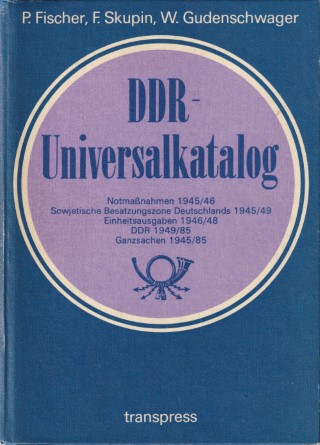 P. Fischer, F. Skupin, W. Gudenschwager
DDR-
Universalkatalog
Notmaßnahmen 1945/46
Sowjetische Besatzungszone Deutschlands 1945/49
Einheitsausgaben 1946/48
DDR 1949/85
Ganzsachen 1945/85
transpress